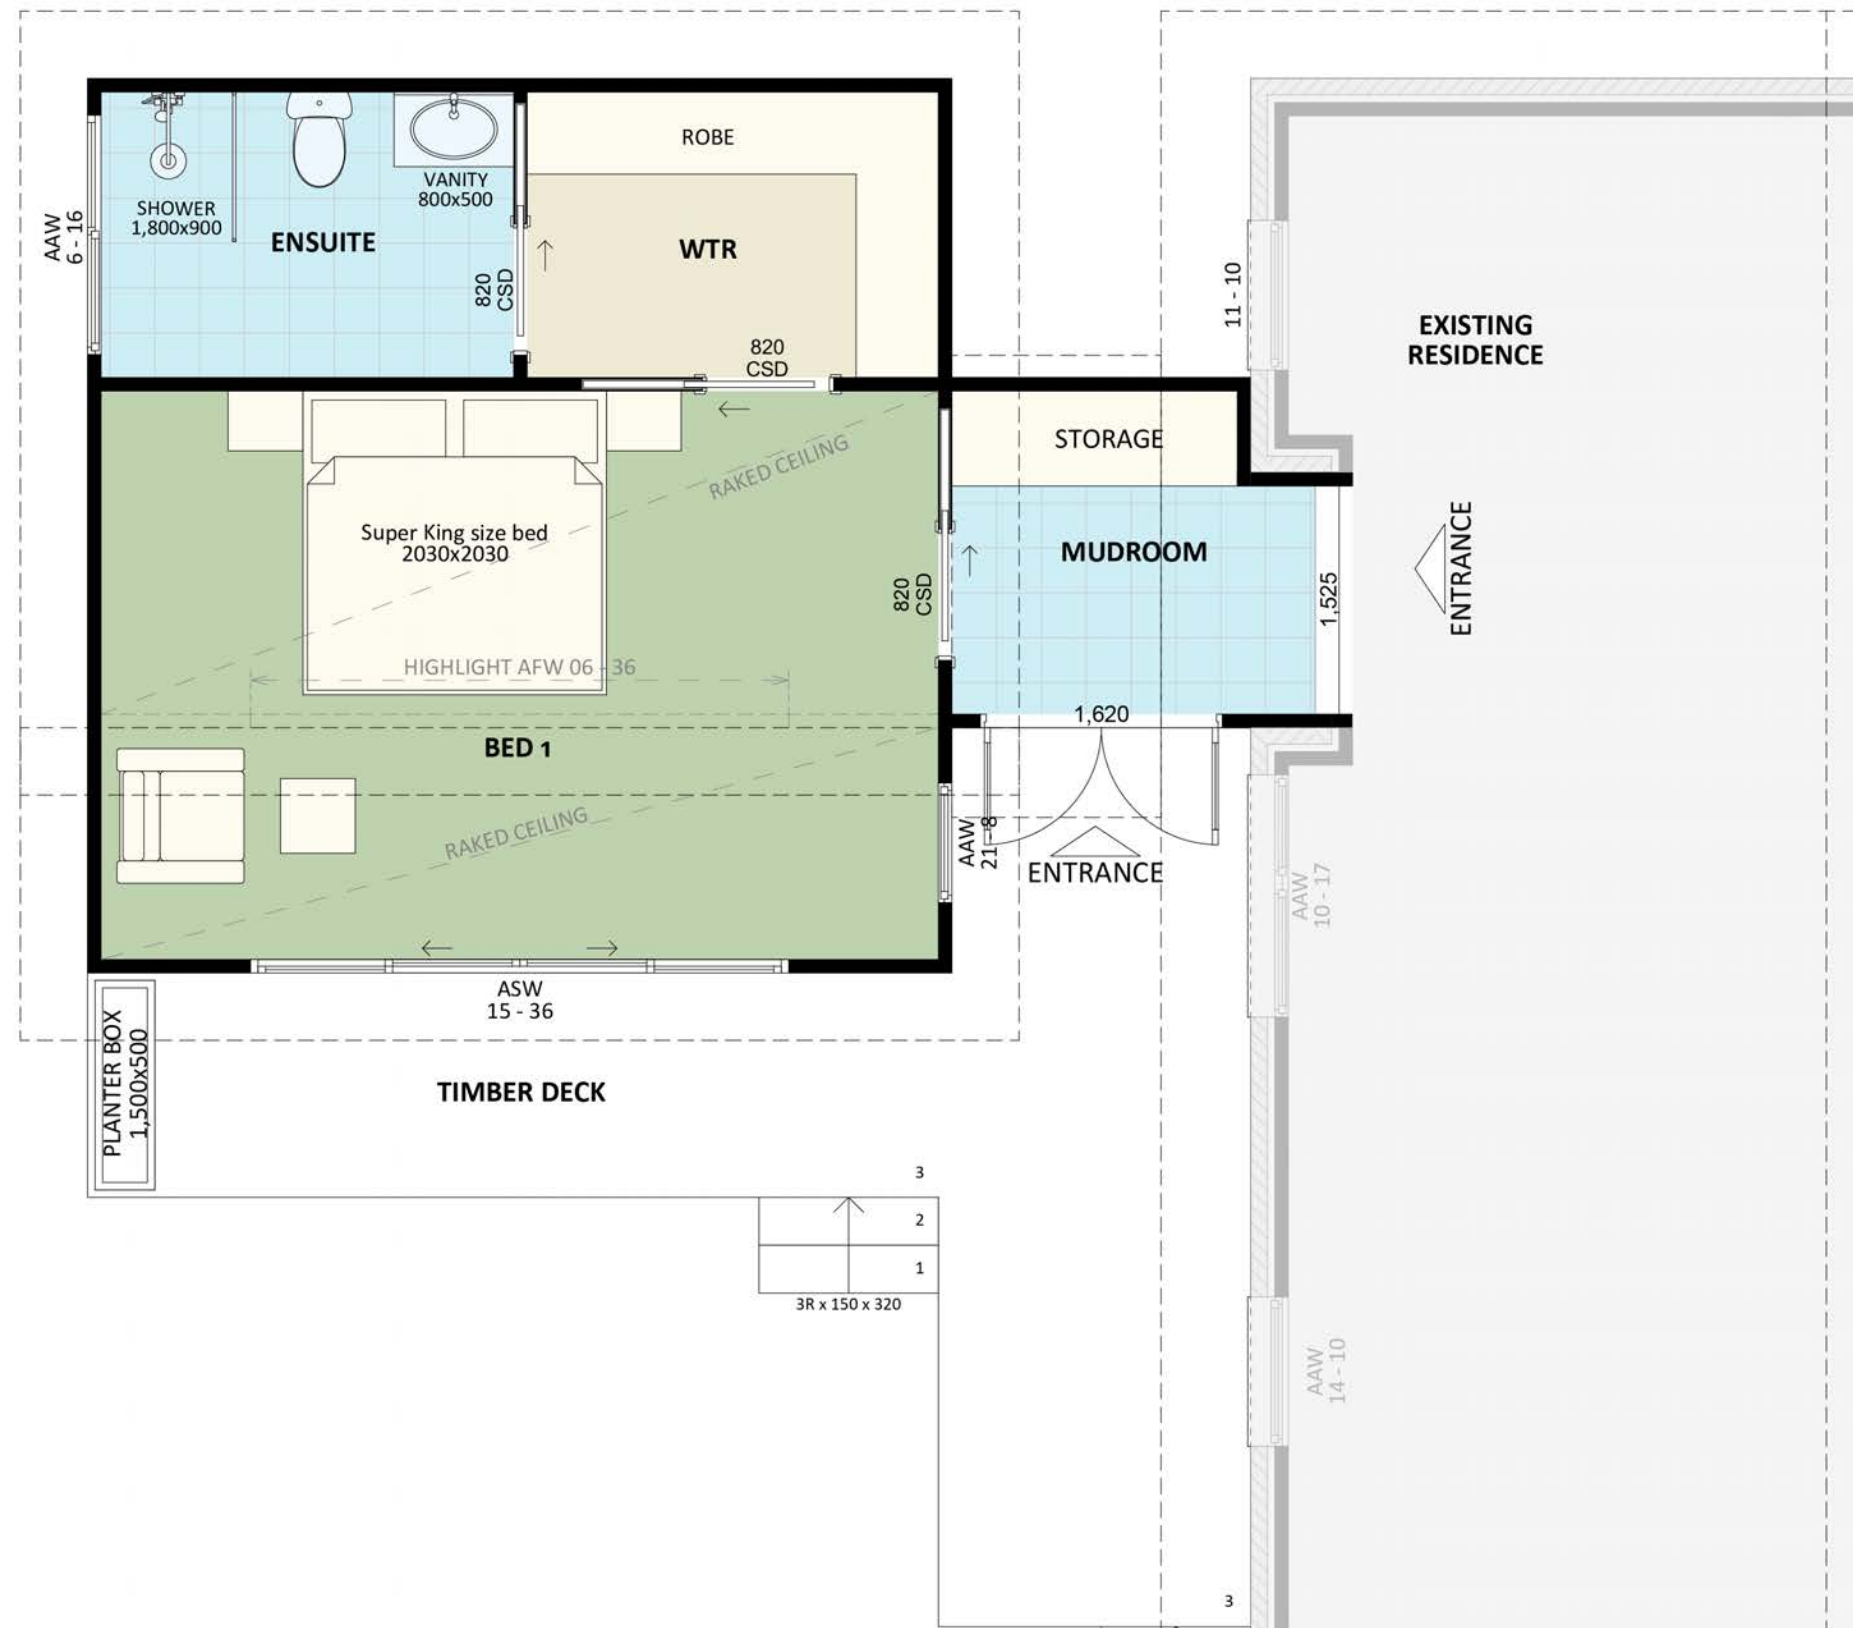 ROBE
SHOWER
1,800x900
VANITY
800x500
AAW
6 - 16
ENSUITE
820
CSD
WTR
820
CSD
11 - 10
EXISTING
RESIDENCE
STORAGE
RAKED CEILING
Super King size bed
2030x2030
820
CSD
MUDROOM
1,525
ENTRANCE
HIGHLIGHT AFW 06 - 36
1,620
BED 1
RAKED CEILING
AAW
21 - 8
ENTRANCE
AAW
10 - 17
ASW
15 - 36
PLANTER BOX
1,500x500
TIMBER DECK
3
2
1
3R x 150 x 320
AAW
14 - 10
3